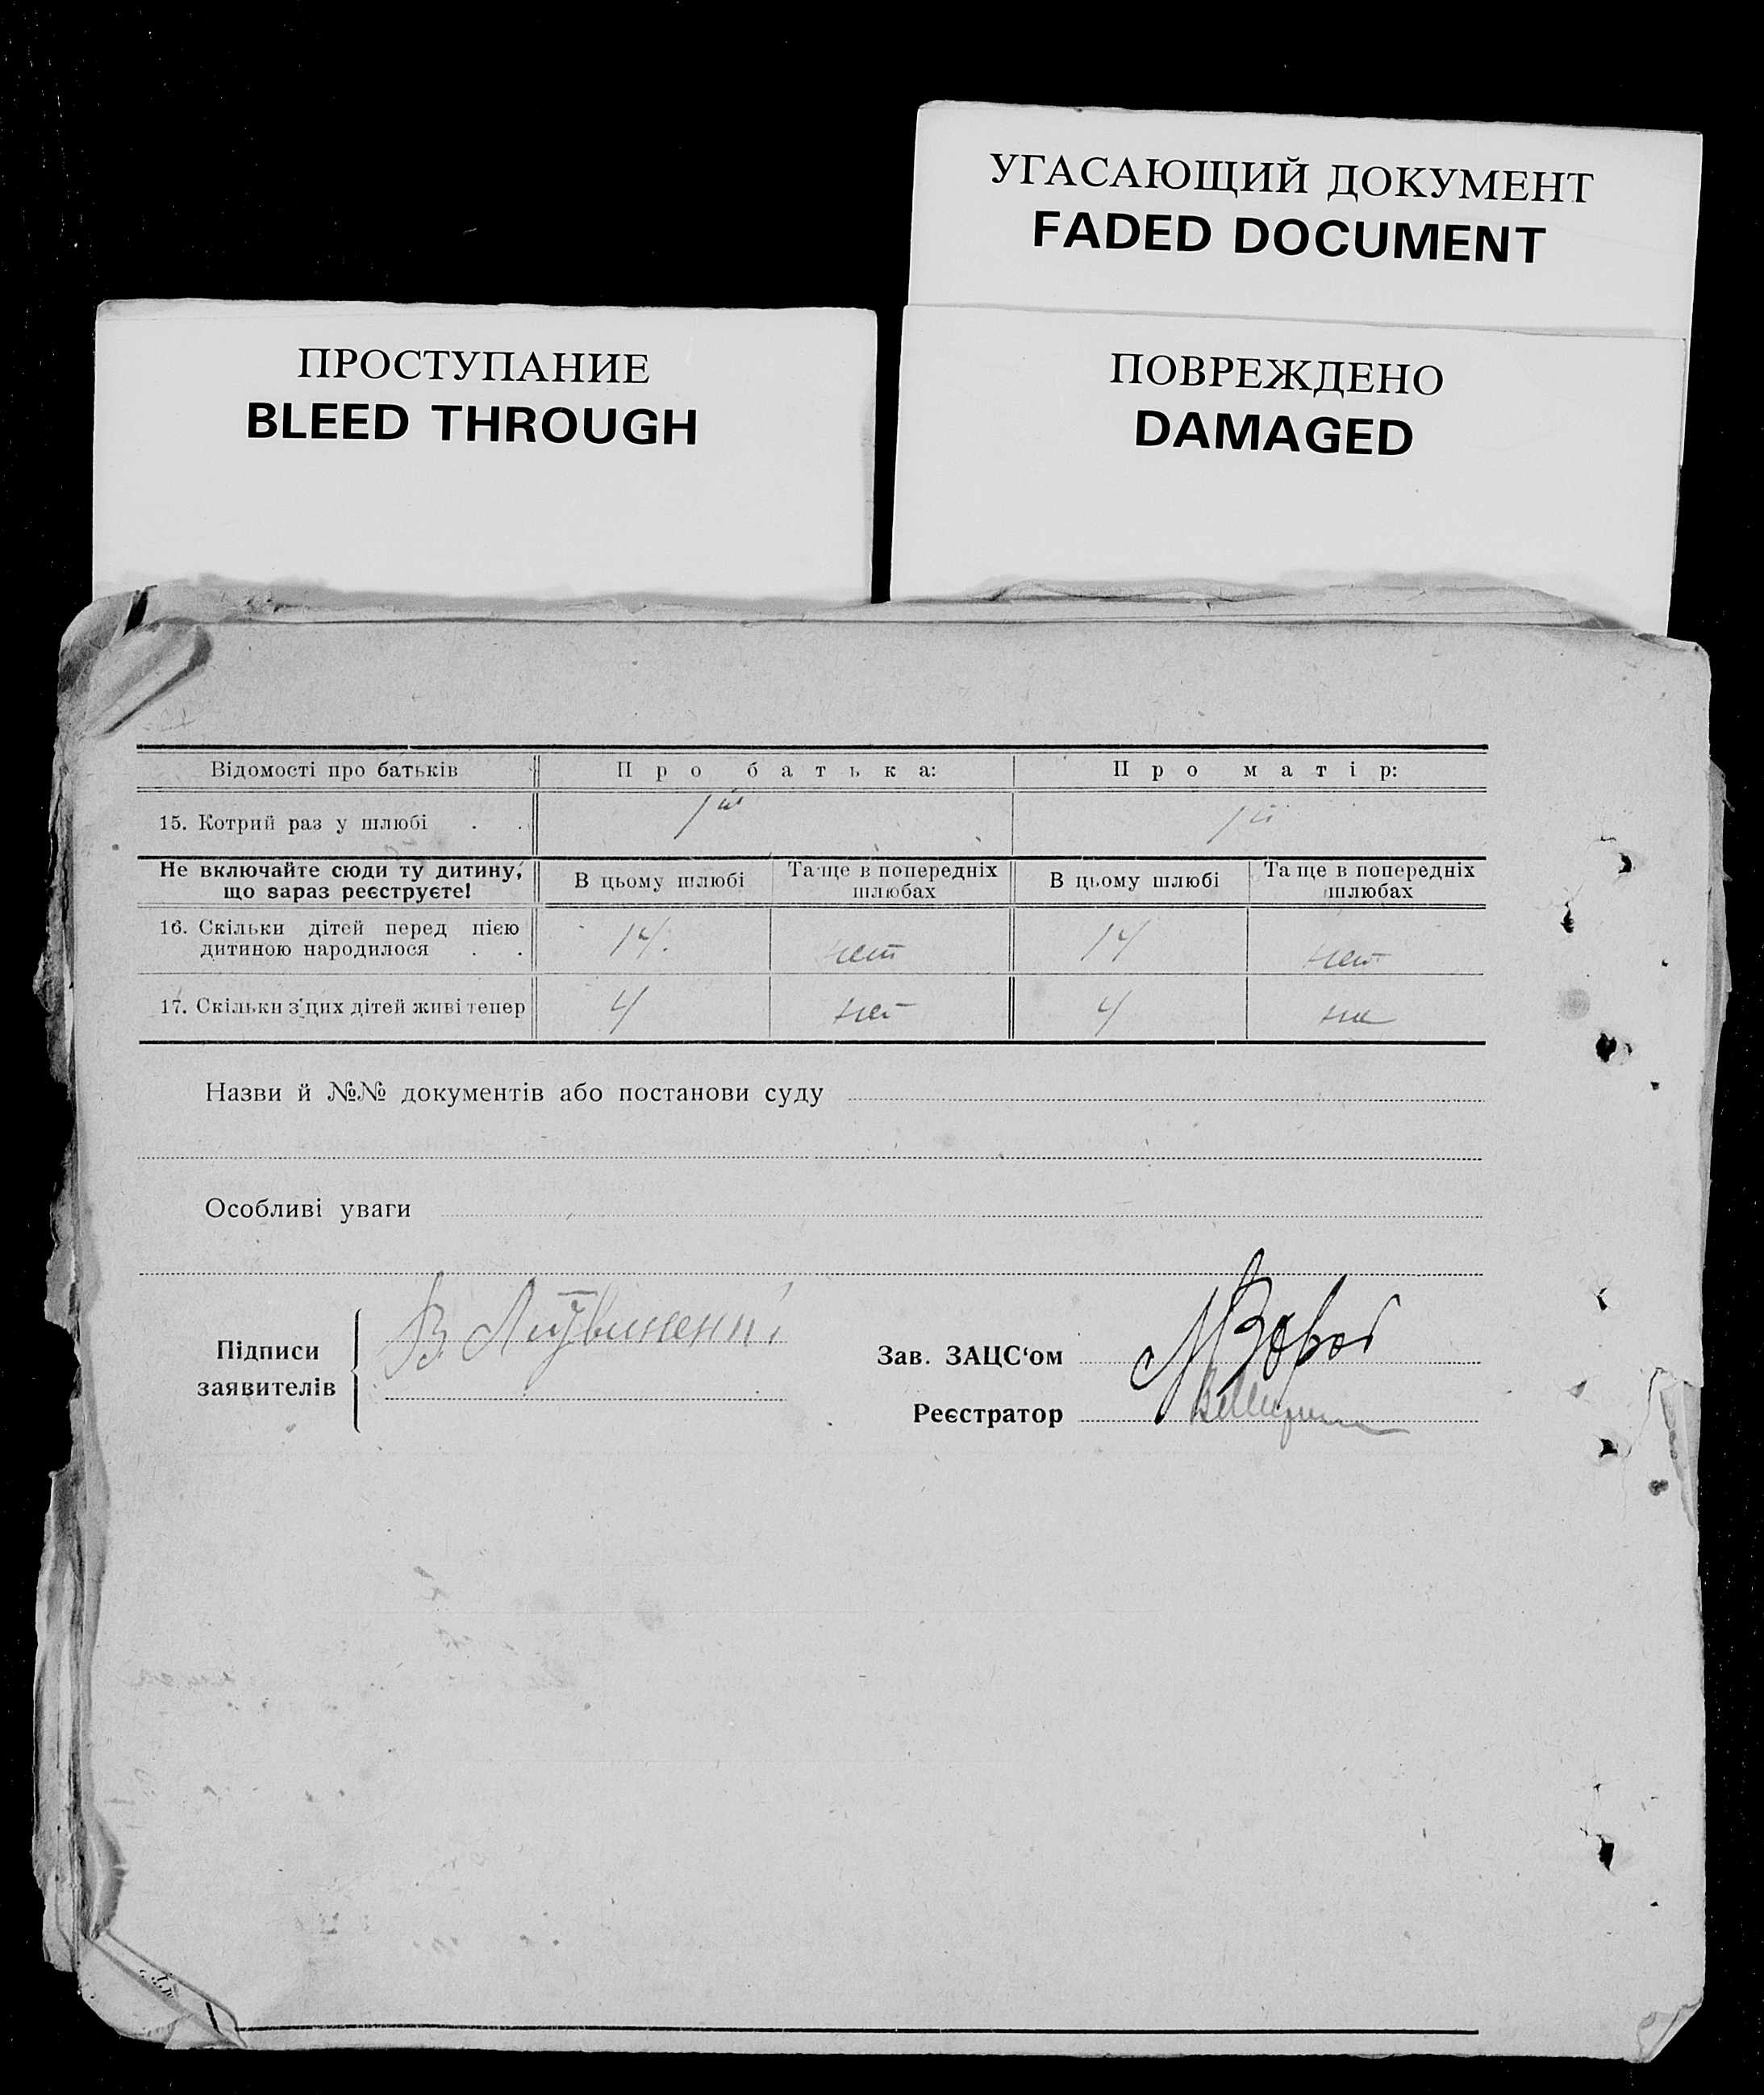 УГАСАЮЩИЙ ДОКУМЕНТ
FADED DOCUMENT
ПРОСТУПАНИЕ
BLEED THROUGH
ПОВРЕЖДЕНО
DAMAGED
Відомості про батьків Про батька: Про матір:
15. Котрий раз у шлюбі . . 1й 1й
Не включайте сюди ту дитину, що зараз реєструєте! В цьому шлюбі Та ще в попередніх шлюбах В цьому шлюбі Та ще в попередніх шлюбах
16. Скільки дітей перед цією
дитиною народилося . . 14. нет 14 нет
17. Скільки з цих дітей живі тепер 4 нет 4
Назви й №№ документів або постанови суду
Особливі уваги
Підписи
заявителів
В.
Зав. ЗАЦС‘ом
Реєстратор